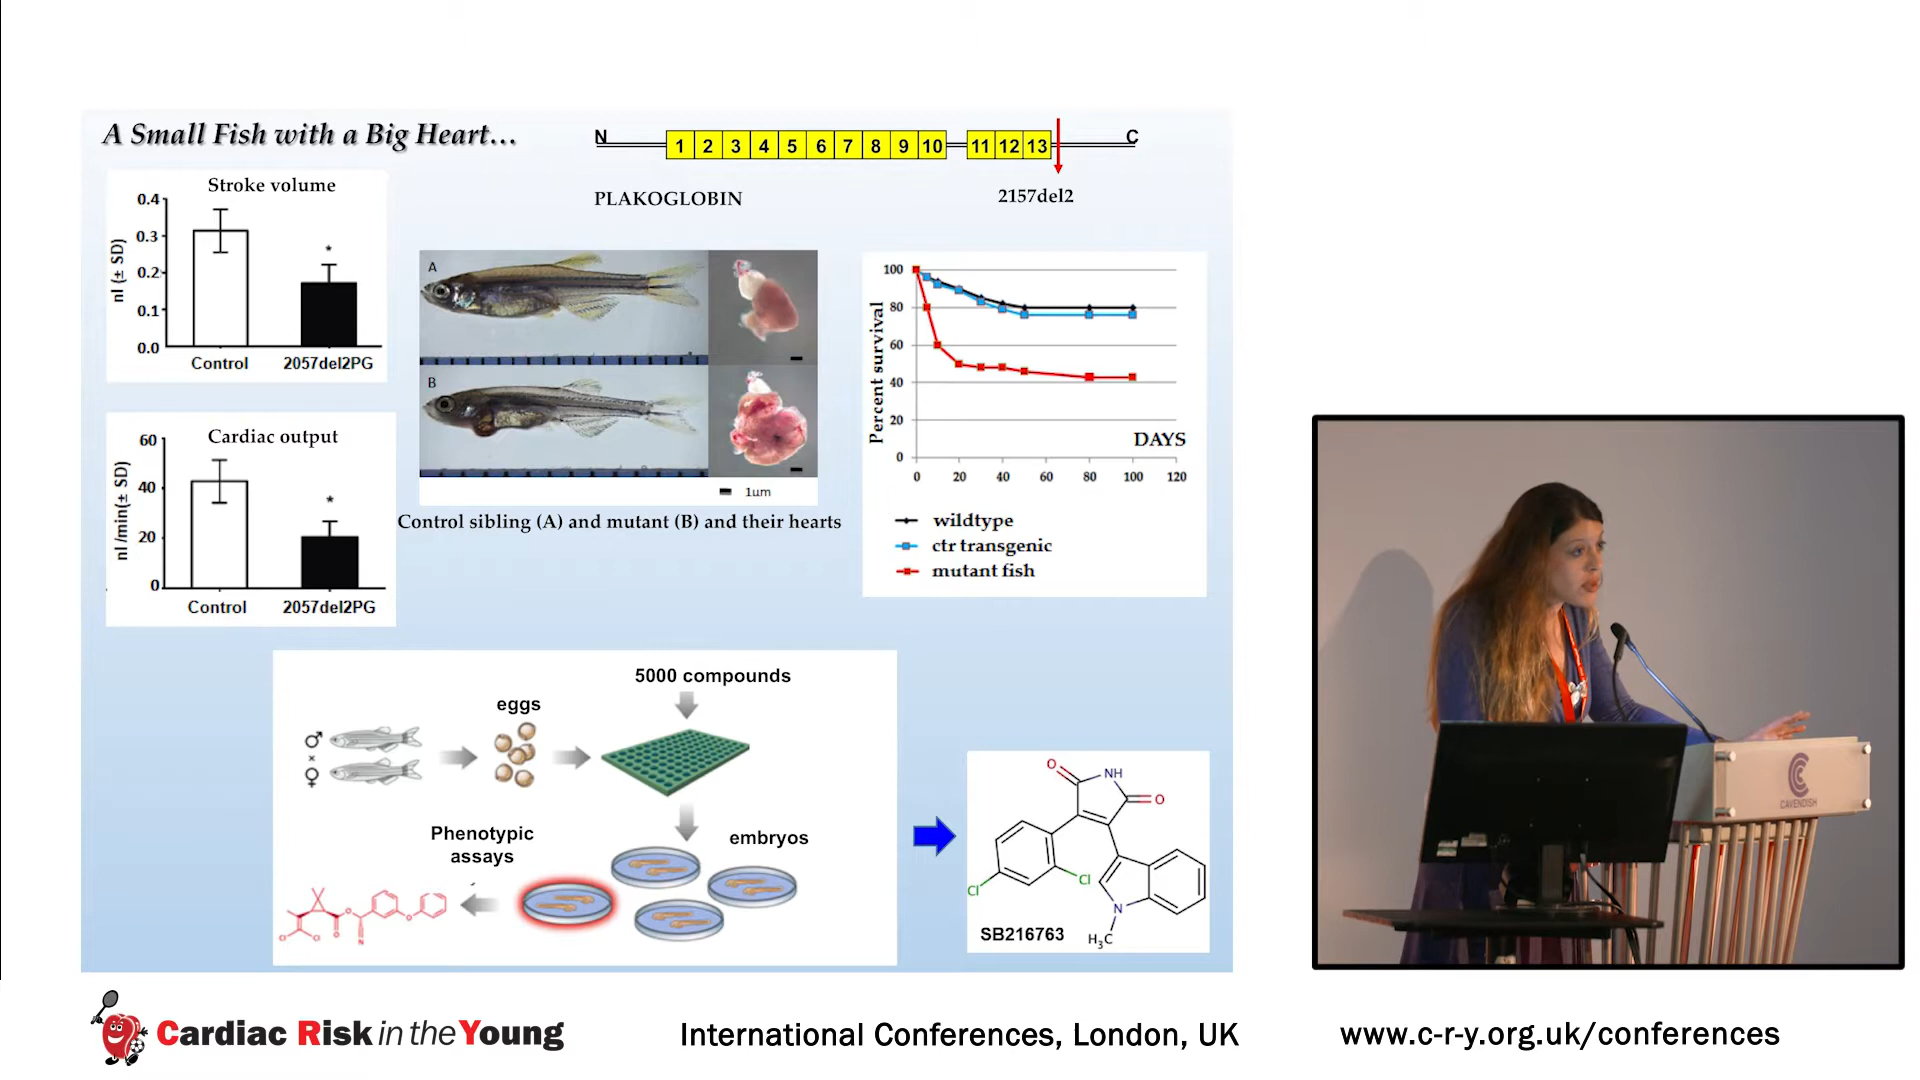 A Small Fish with a Big Heart...
N
1 2 3 4 5 6 7 8 9 10 11 12 13
C
PLAKOGLOBIN
2157del2
Stroke volume
nl (± SD)
0.4
0.3
0.2
0.1
0.0
*
Control
2057del2PG
Cardiac output
nl /min(± SD)
60
40
20
0
*
Control
2057del2PG
A
B
1um
Control sibling (A) and mutant (B) and their hearts
Percent survival
100
80
60
40
20
0
DAYS
0 20 40 60 80 100 120
wildtype
ctr transgenic
mutant fish
5000 compounds
eggs
♂
×
♀
Phenotypic
assays
embryos
O
O
N
Cl
Cl
O
NH
O
Cl
Cl
N
H3C
SB216763
CAVENDISH
Cardiac Risk in the Young
International Conferences, London, UK
www.c-r-y.org.uk/conferences